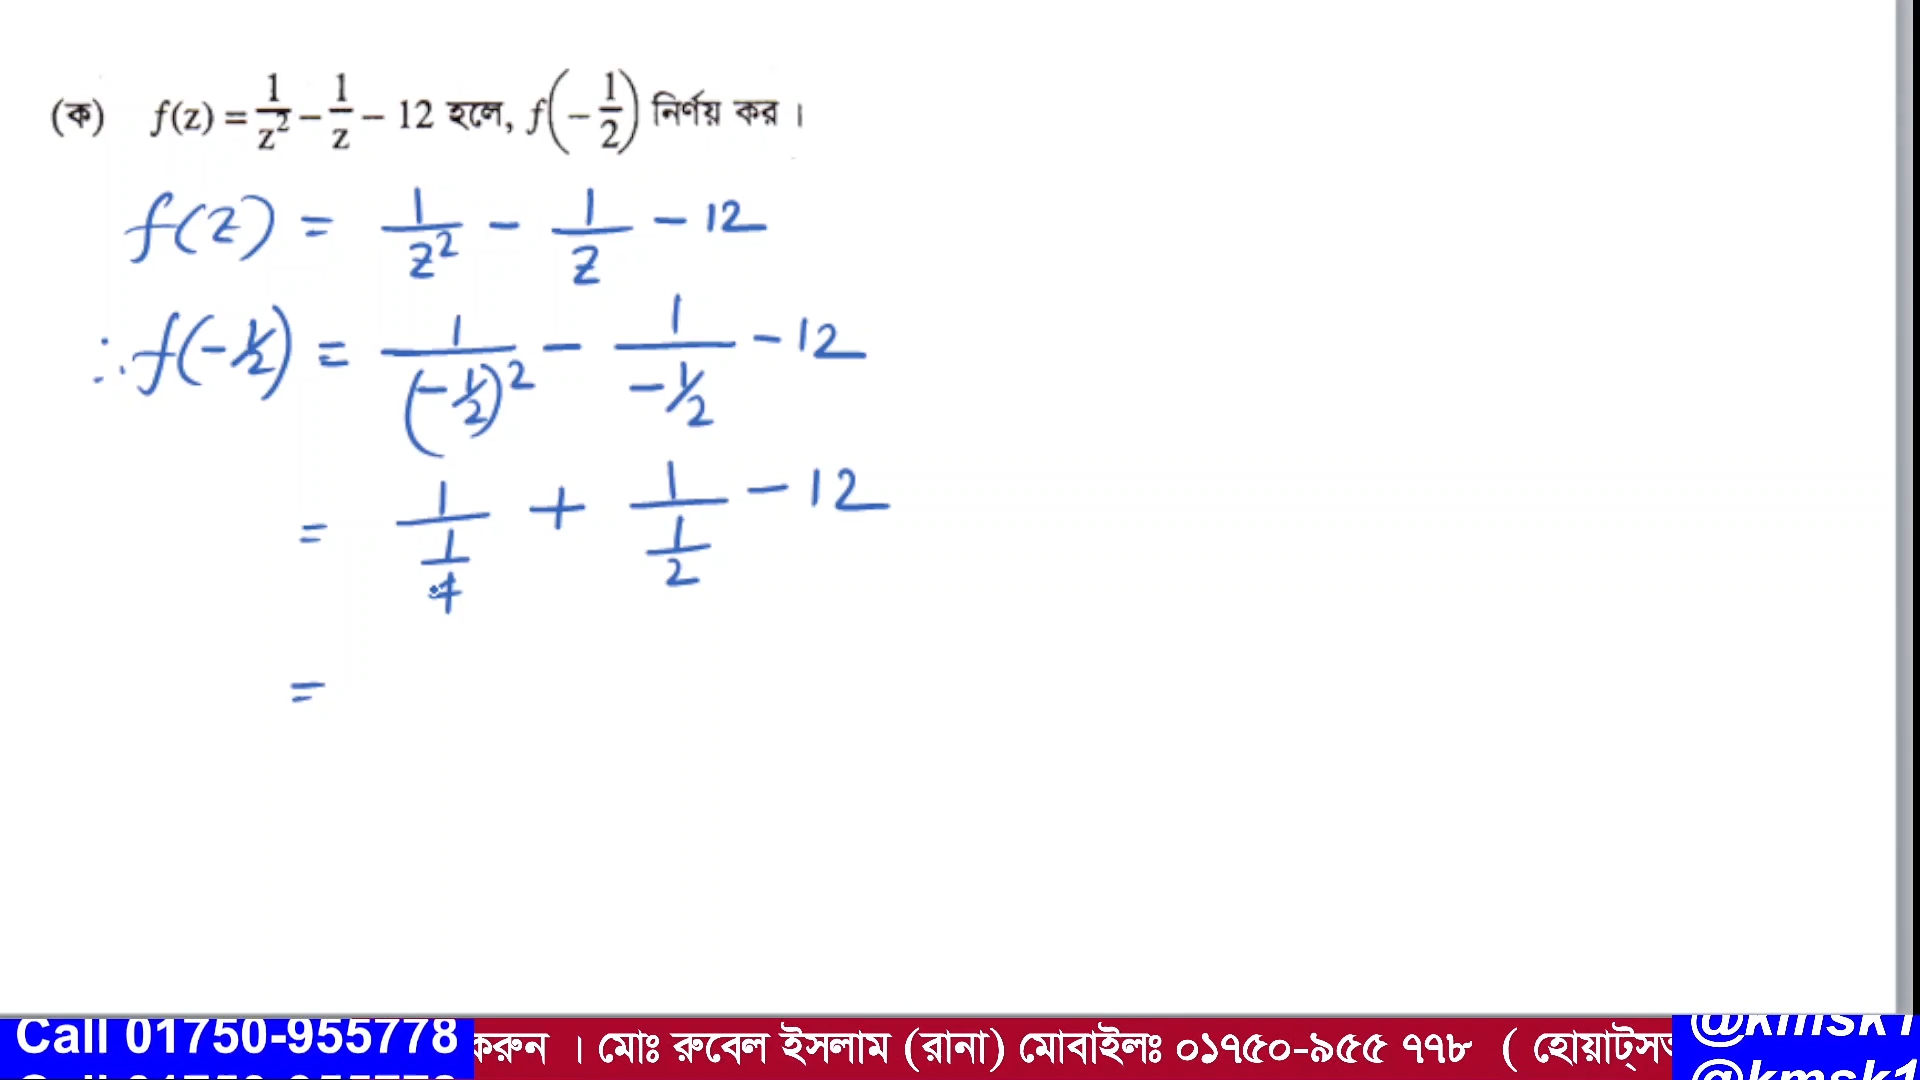 (ক) f(z) = 1/z² − 1/z − 12 হলে, f(−1/2) নির্ণয় কর ।
f(z) = 1/z² − 1/z − 12
∴ f(−1/2) = 1/(−1/2)² − 1/(−1/2) − 12
= 1/(1/4) + 1/(1/2) − 12
=
Call 01750-955778 করুন । মোঃ রুবেল ইসলাম (রানা) মোবাইলঃ ০১৭৫০-৯৫৫ ৭৭৮ ( @kmsk1